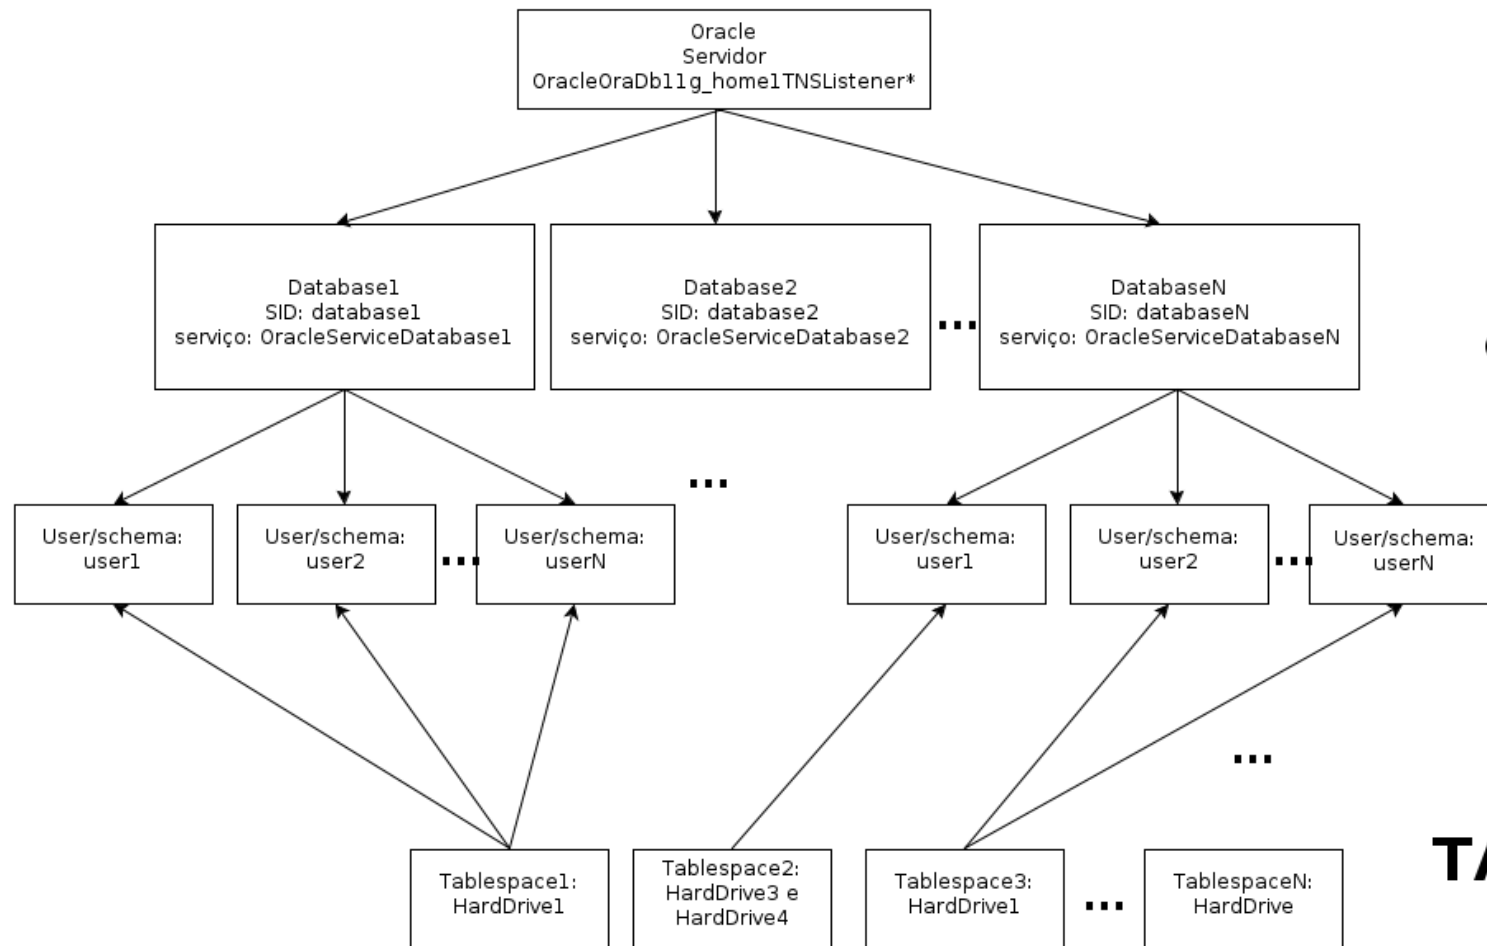 Oracle
Servidor
OracleOraDb11g_home1TNSListener*
Database1
SID: database1
serviço: OracleServiceDatabase1
Database2
SID: database2
serviço: OracleServiceDatabase2
...
DatabaseN
SID: databaseN
serviço: OracleServiceDatabaseN
...
User/schema:
user1
User/schema:
user2
...
User/schema:
userN
User/schema:
user1
User/schema:
user2
...
User/schema:
userN
...
Tablespace1:
HardDrive1
Tablespace2:
HardDrive3 e
HardDrive4
Tablespace3:
HardDrive1
...
TablespaceN:
HardDrive